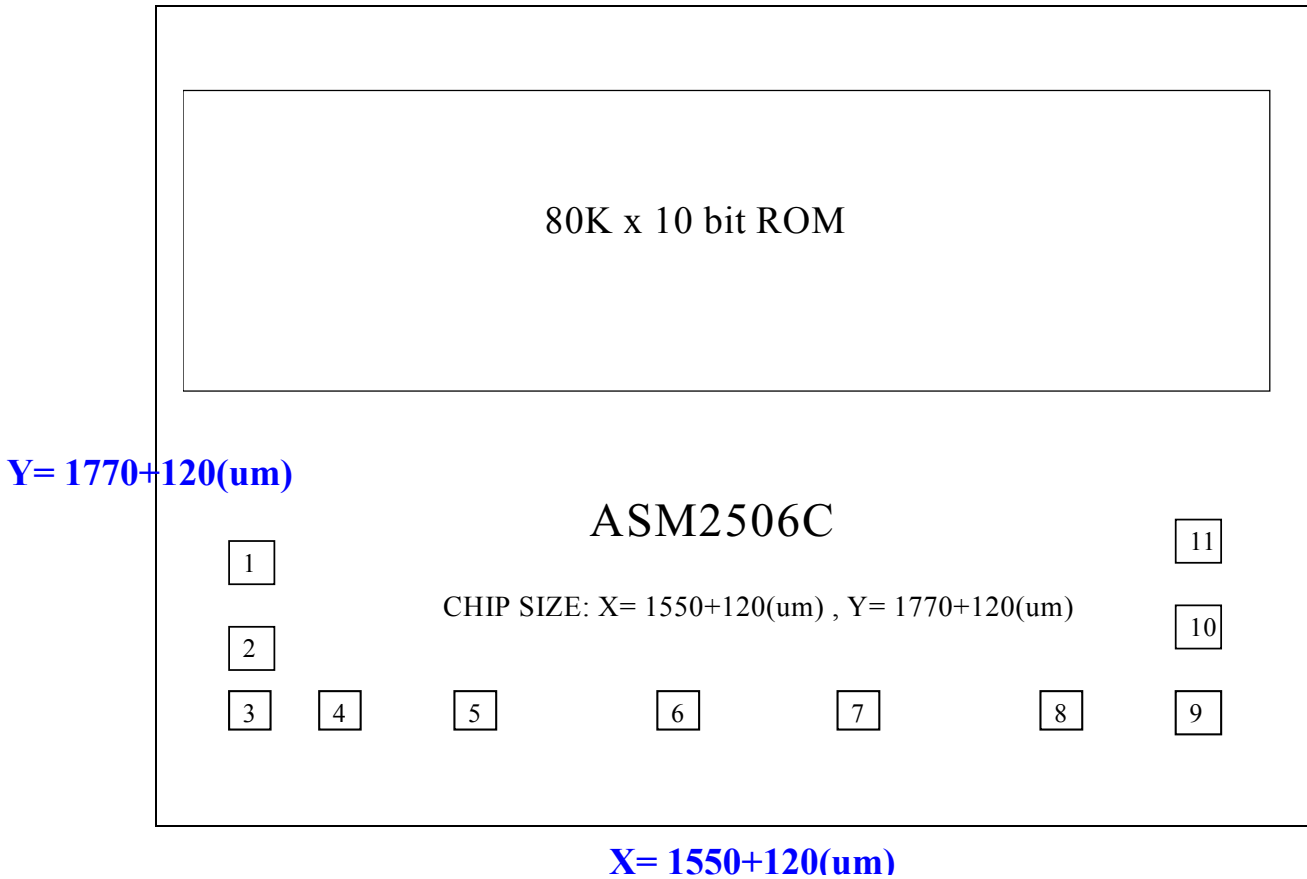 80K x 10 bit ROM
Y= 1770+120(um)
ASM2506C
11
1
CHIP SIZE: X= 1550+120(um) , Y= 1770+120(um)
10
2
3 4 5 6 7 8 9
X= 1550+120(um)